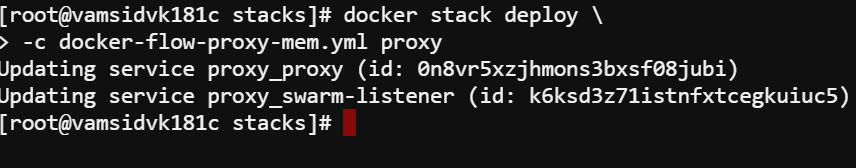 [root@vamsidvk181c stacks]# docker stack deploy \
> -c docker-flow-proxy-mem.yml proxy
Updating service proxy_proxy (id: 0n8vr5xzjhmons3bxsf08jubi)
Updating service proxy_swarm-listener (id: k6ksd3z71istnfxtcegkuiuc5)
[root@vamsidvk181c stacks]#